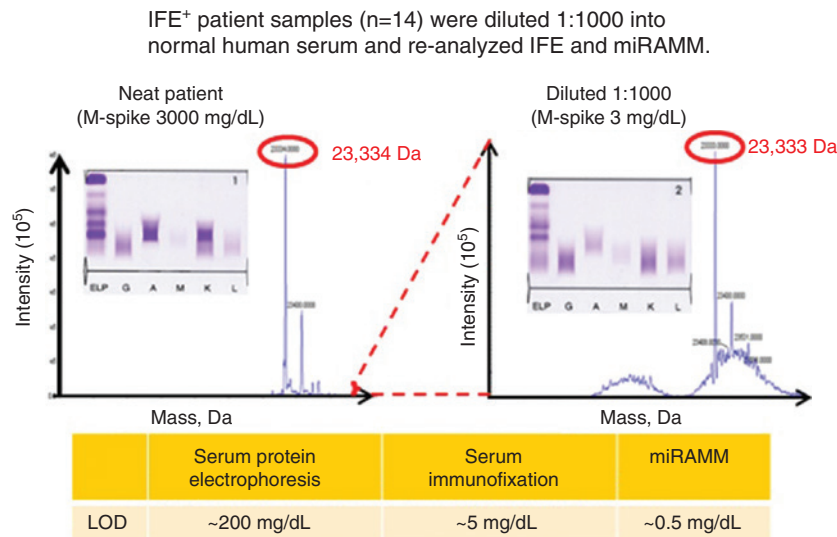 IFE+ patient samples (n=14) were diluted 1:1000 into
normal human serum and re-analyzed IFE and miRAMM.
Neat patient
(M-spike 3000 mg/dL)
Diluted 1:1000
(M-spike 3 mg/dL)
23,334 Da
23,333 Da
1
2
Intensity (10⁵)
Intensity (10⁵)
ELP G A M K L
ELP G A M K L
Mass, Da
Mass, Da
Serum protein
electrophoresis
Serum
immunofixation
miRAMM
LOD ~200 mg/dL ~5 mg/dL ~0.5 mg/dL